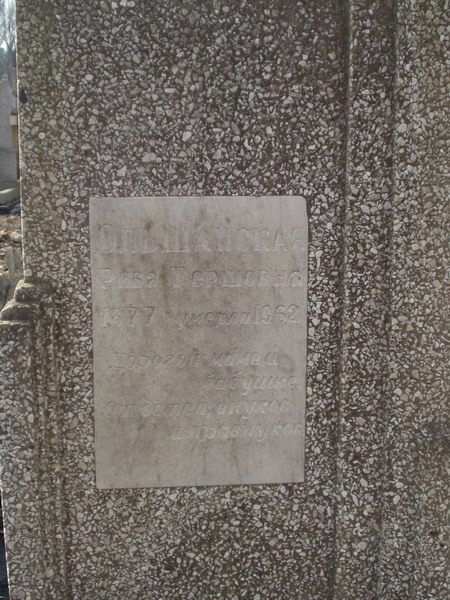 ОЛЬШАНСКАЯ
Рива Гершовна
1877 умерла 1962
Дорогой маме и
бабушке
от детей, внуков
и правнуков